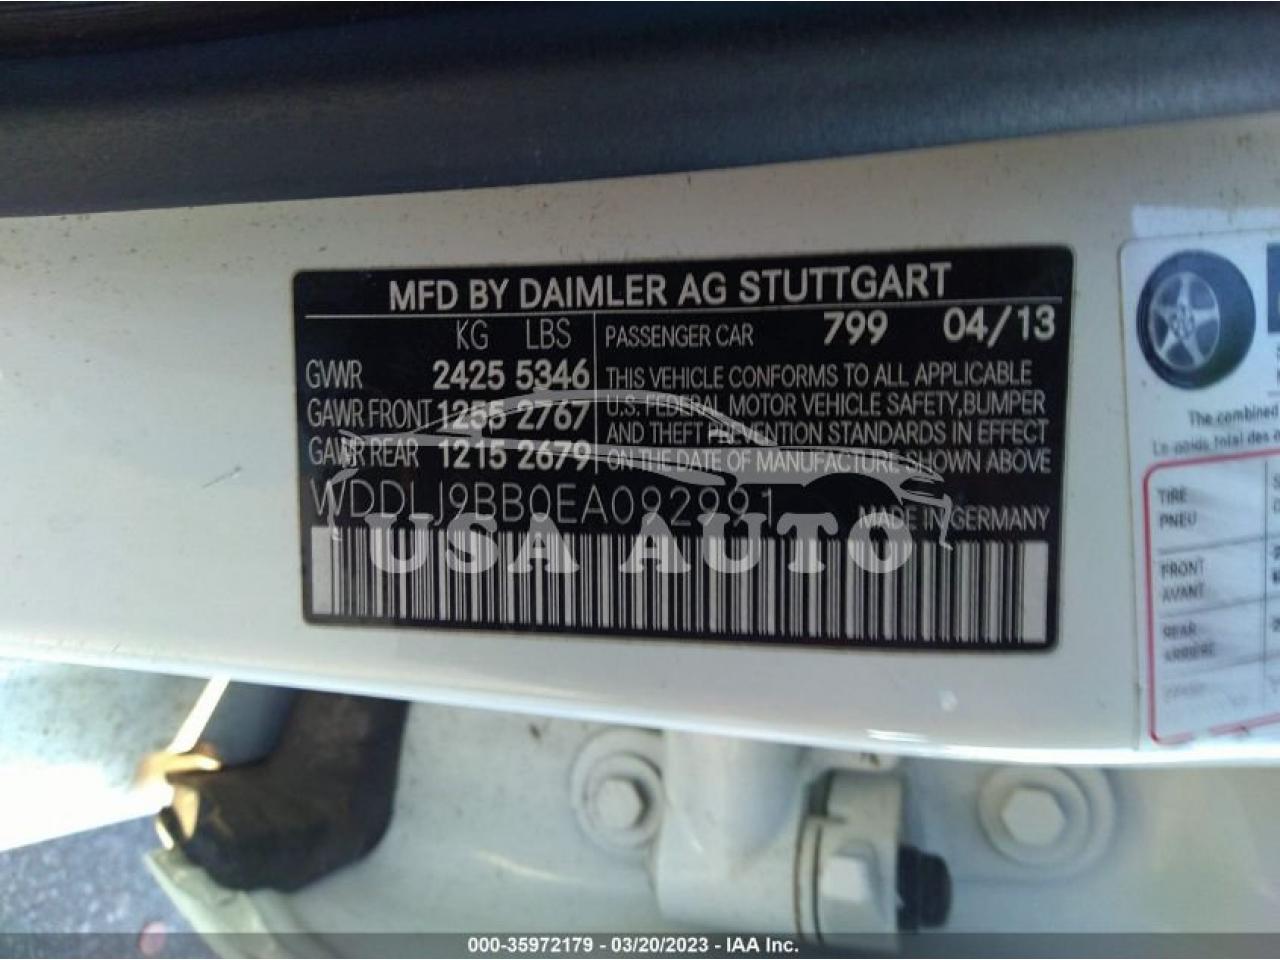 MFD BY DAIMLER AG STUTTGART
KG LBS PASSENGER CAR 799 04/13
GVWR 2425 5346 THIS VEHICLE CONFORMS TO ALL APPLICABLE
GAWR FRONT 1255 2767 U.S. FEDERAL MOTOR VEHICLE SAFETY, BUMPER
AND THEFT PREVENTION STANDARDS IN EFFECT
GAWR REAR 1215 2679 ON THE DATE OF MANUFACTURE SHOWN ABOVE
WDDLJ9BB0EA092991 MADE IN GERMANY
USA AUTO
The combined
TIRE
PNEU
FRONT
AVANT
REAR
ARRIÈRE
000-35972179 - 03/20/2023 - IAA Inc.